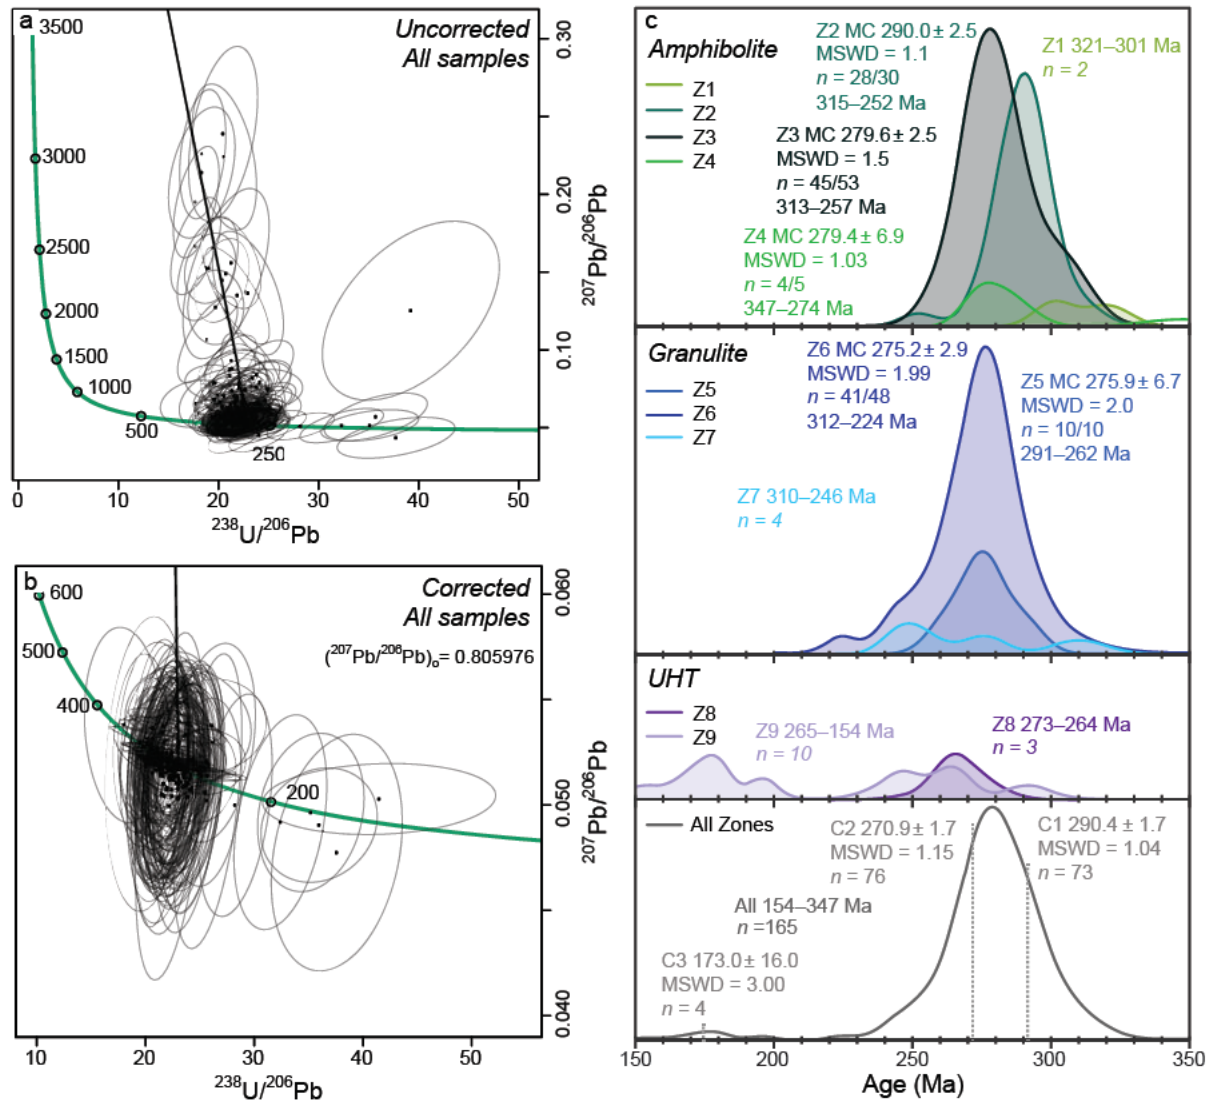 a
3500
Uncorrected
All samples
3000
2500
2000
1500
1000
500
250
0.30
0.20
0.10
207Pb/206Pb
0 10 20 30 40 50
238U/206Pb
b
600
Corrected
All samples
(207Pb/206Pb)o= 0.805976
500
400
200
0.060
0.050
0.040
207Pb/206Pb
10 20 30 40 50
238U/206Pb
c
Amphibolite
Z1
Z2
Z3
Z4
Z2 MC 290.0 ± 2.5
MSWD = 1.1
n = 28/30
315–252 Ma
Z1 321–301 Ma
n = 2
Z3 MC 279.6 ± 2.5
MSWD = 1.5
n = 45/53
313–257 Ma
Z4 MC 279.4 ± 6.9
MSWD = 1.03
n = 4/5
347–274 Ma
Granulite
Z5
Z6
Z7
Z6 MC 275.2 ± 2.9
MSWD = 1.99
n = 41/48
312–224 Ma
Z5 MC 275.9 ± 6.7
MSWD = 2.0
n = 10/10
291–262 Ma
Z7 310–246 Ma
n = 4
UHT
Z8
Z9
Z9 265–154 Ma
n = 10
Z8 273–264 Ma
n = 3
All Zones
C2 270.9 ± 1.7
MSWD = 1.15
n = 76
C1 290.4 ± 1.7
MSWD = 1.04
n = 73
All 154–347 Ma
n =165
C3 173.0 ± 16.0
MSWD = 3.00
n = 4
150 200 250 300 350
Age (Ma)